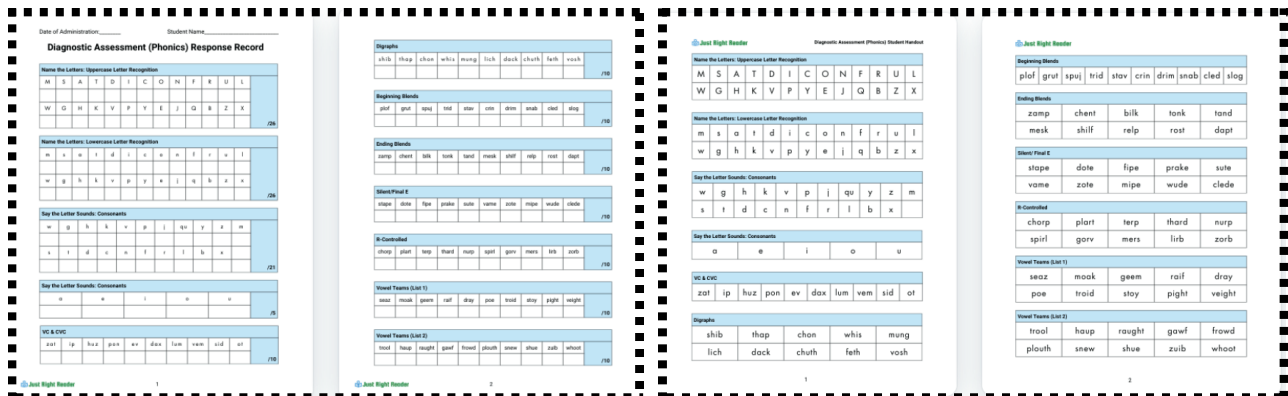 Date of Administration______ Student Name____________________
Diagnostic Assessment (Phonics) Response Record
Name the Letters: Uppercase Letter Recognition
M S A T D I C O N F R U L
W G H K V P Y E J Q B Z X
/26
Name the Letters: Lowercase Letter Recognition
m s a t d i c o n f r u l
w g h k v p y e j q b z x
/26
Say the Letter Sounds: Consonants
w g h k v p j qu y z m
s t d c n f r l b x
/21
Say the Letter Sounds: Consonants
a e i o u
/5
VC & CVC
zat ip huz pon ev dax lum vem sid ot
/10
Just Right Reader
1
Digraphs
shib thap chon whis mung lich dack chuth feth vosh
/10
Beginning Blends
plof grut spuj trid stav crin drim snab cled slog
/10
Ending Blends
zamp chent bilk tonk tand mesk shilf relp rost dapt
/10
Silent/Final E
stape dote fipe prake sute vame zote mipe wude clede
/10
R-Controlled
chorp plart terp thard nurp spirl gorv mers lirb zorb
/10
Vowel Teams (List 1)
seaz moak geem raif dray poe troid stoy pight veight
/10
Vowel Teams (List 2)
trool haup raught gawf frowd plouth snew shue zuib whoot
/10
Just Right Reader
2
Just Right Reader
Diagnostic Assessment (Phonics) Student Handout
Name the Letters: Uppercase Letter Recognition
M S A T D I C O N F R U L
W G H K V P Y E J Q B Z X
Name the Letters: Lowercase Letter Recognition
m s a t d i c o n f r u l
w g h k v p y e j q b z x
Say the Letter Sounds: Consonants
w g h k v p j qu y z m
s t d c n f r l b x
Say the Letter Sounds: Consonants
a e i o u
VC & CVC
zat ip huz pon ev dax lum vem sid ot
Digraphs
shib thap chon whis mung
lich dack chuth feth vosh
1
Just Right Reader
Beginning Blends
plof grut spuj trid stav crin drim snab cled slog
Ending Blends
zamp chent bilk tonk tand
mesk shilf relp rost dapt
Silent/ Final E
stape dote fipe prake sute
vame zote mipe wude clede
R-Controlled
chorp plart terp thard nurp
spirl gorv mers lirb zorb
Vowel Teams (List 1)
seaz moak geem raif dray
poe troid stoy pight veight
Vowel Teams (List 2)
trool haup raught gawf frowd
plouth snew shue zuib whoot
2